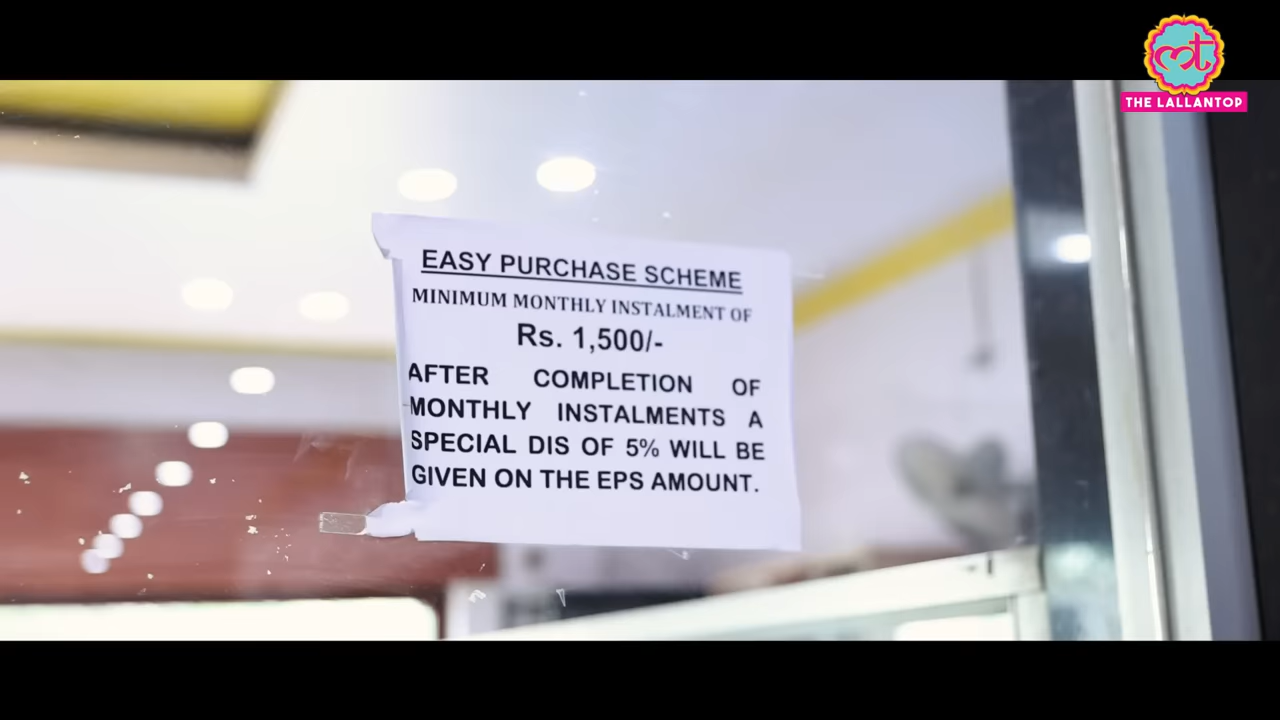 मt
THE LALLANTOP
EASY PURCHASE SCHEME
MINIMUM MONTHLY INSTALMENT OF
Rs. 1,500/-
AFTER COMPLETION OF
MONTHLY INSTALMENTS A
SPECIAL DIS OF 5% WILL BE
GIVEN ON THE EPS AMOUNT.